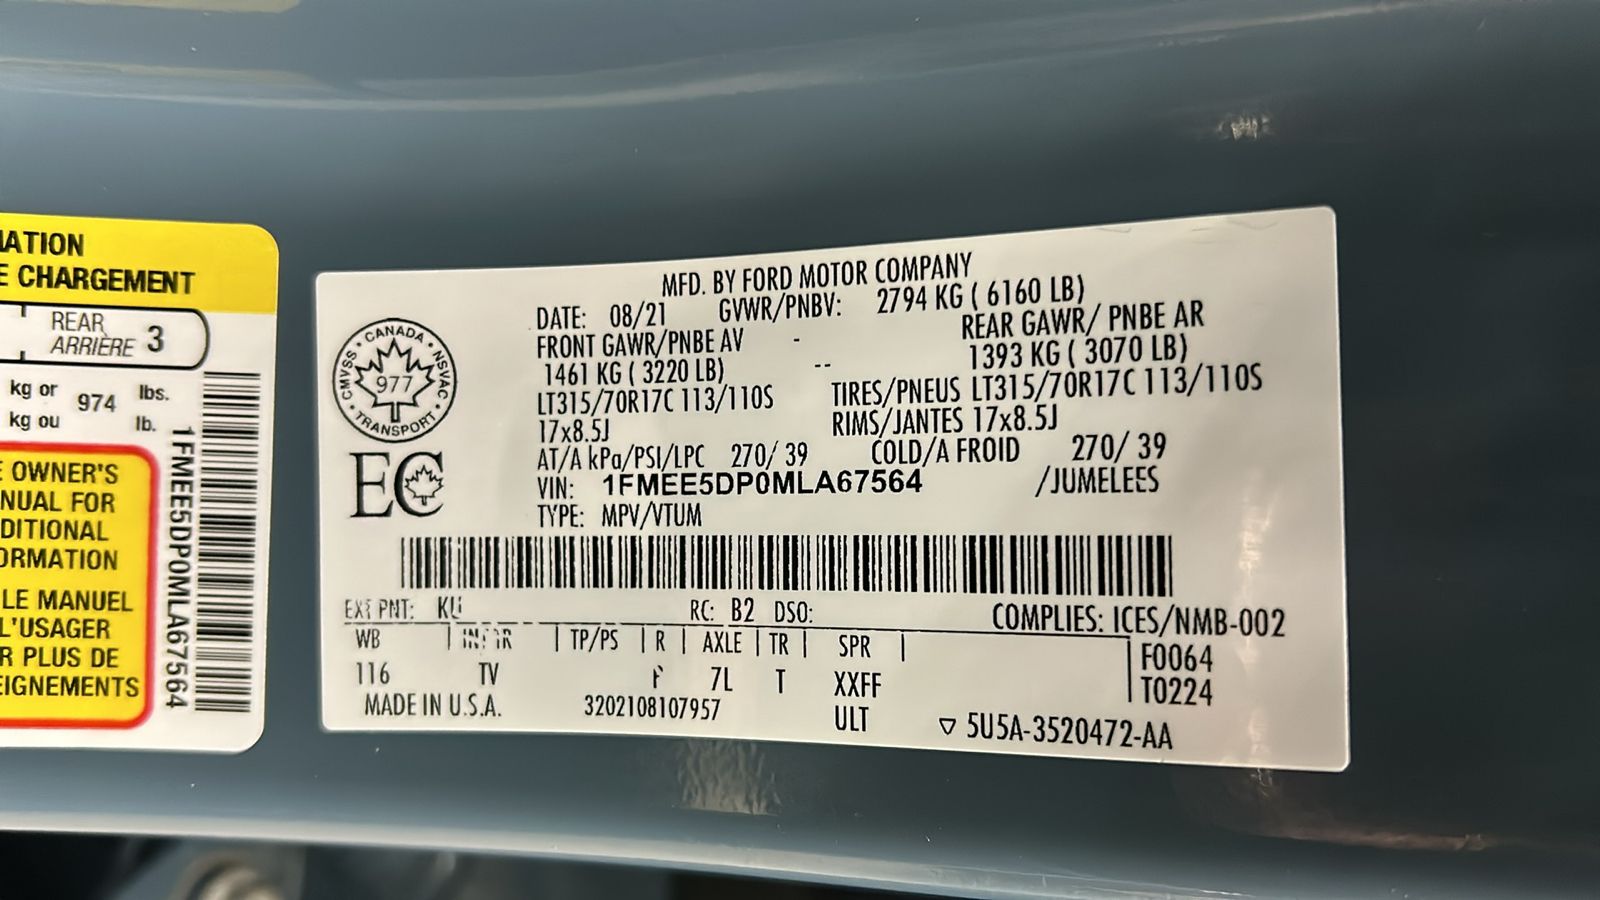 ATION
E CHARGEMENT
REAR
ARRIÈRE 3
kg or 974 lbs.
kg ou lb.
E OWNER'S
NUAL FOR
DITIONAL
ORMATION
LE MANUEL
L'USAGER
R PLUS DE
EIGNEMENTS
1FMEE5DP0MLA67564
MFD. BY FORD MOTOR COMPANY
DATE: 08/21 GVWR/PNBV: 2794 KG ( 6160 LB)
FRONT GAWR/PNBE AV - REAR GAWR/ PNBE AR
1461 KG ( 3220 LB) -- 1393 KG ( 3070 LB)
LT315/70R17C 113/110S TIRES/PNEUS LT315/70R17C 113/110S
17x8.5J RIMS/JANTES 17x8.5J
AT/A kPa/PSI/LPC 270/ 39 COLD/A FROID 270/ 39
VIN: 1FMEE5DP0MLA67564 /JUMELEES
TYPE: MPV/VTUM
CANADA
CMVSS NSVAC
977
TRANSPORT
EC
EXT PNT: RC: B2 DSO: COMPLIES: ICES/NMB-002
WB | | TP/PS | R | AXLE | TR | SPR | F0064
116 TV 7L T XXFF T0224
MADE IN U.S.A. 3202108107957 ULT 5U5A-3520472-AA